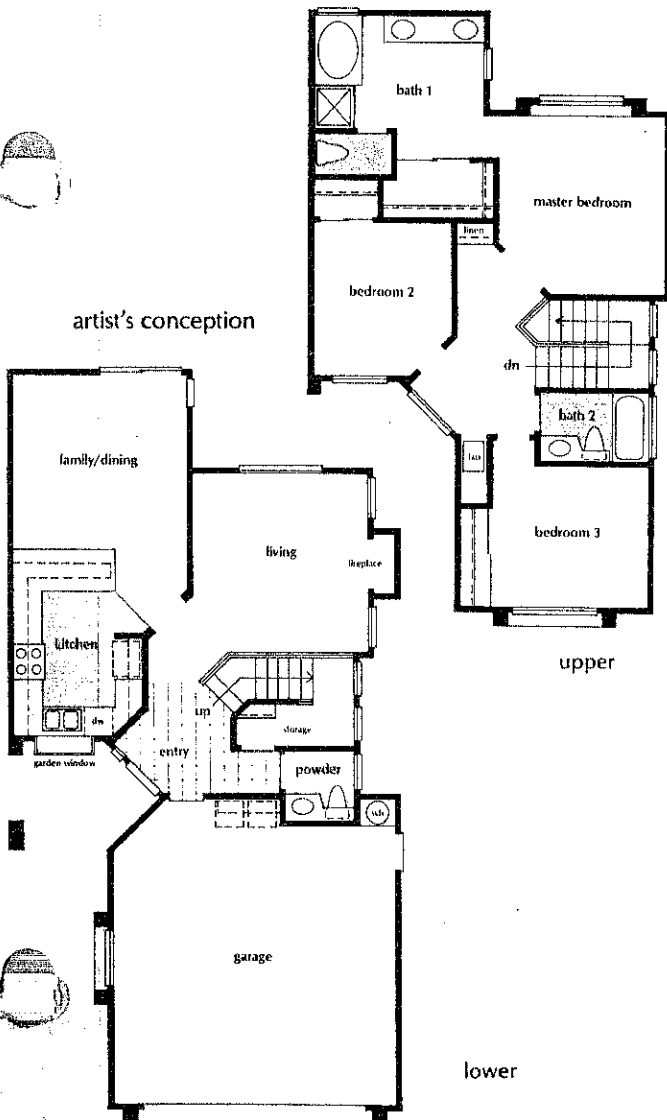 bath 1
master bedroom
linen
bedroom 2
artist's conception
dn
bath 2
family/dining
living
fireplace
bedroom 3
kitchen
upper
up
storage
dw
entry
garden window
powder
wh
garage
lower